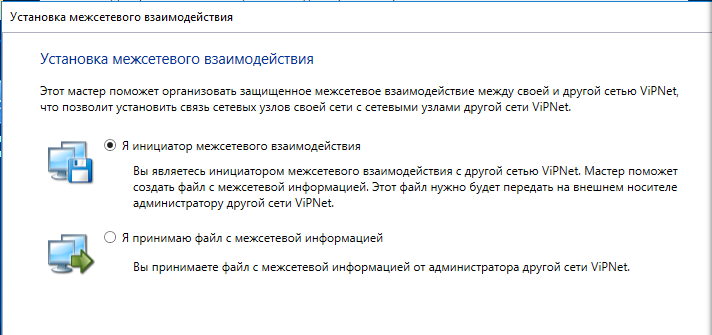 Установка межсетевого взаимодействия
Установка межсетевого взаимодействия
Этот мастер поможет организовать защищенное межсетевое взаимодействие между своей и другой сетью ViPNet,
что позволит установить связь сетевых узлов своей сети с сетевыми узлами другой сети ViPNet.
Я инициатор межсетевого взаимодействия
Вы являетесь инициатором межсетевого взаимодействия с другой сетью ViPNet. Мастер поможет
создать файл с межсетевой информацией. Этот файл нужно будет передать на внешнем носителе
администратору другой сети ViPNet.
Я принимаю файл с межсетевой информацией
Вы принимаете файл с межсетевой информацией от администратора другой сети ViPNet.